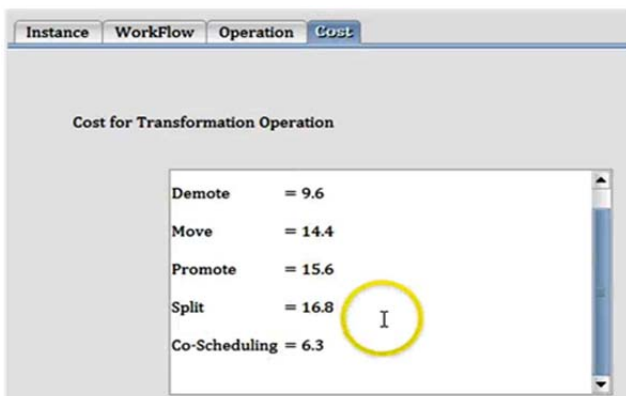 Instance WorkFlow Operation Cost
Cost for Transformation Operation
Demote = 9.6
Move = 14.4
Promote = 15.6
Split = 16.8
Co-Scheduling = 6.3